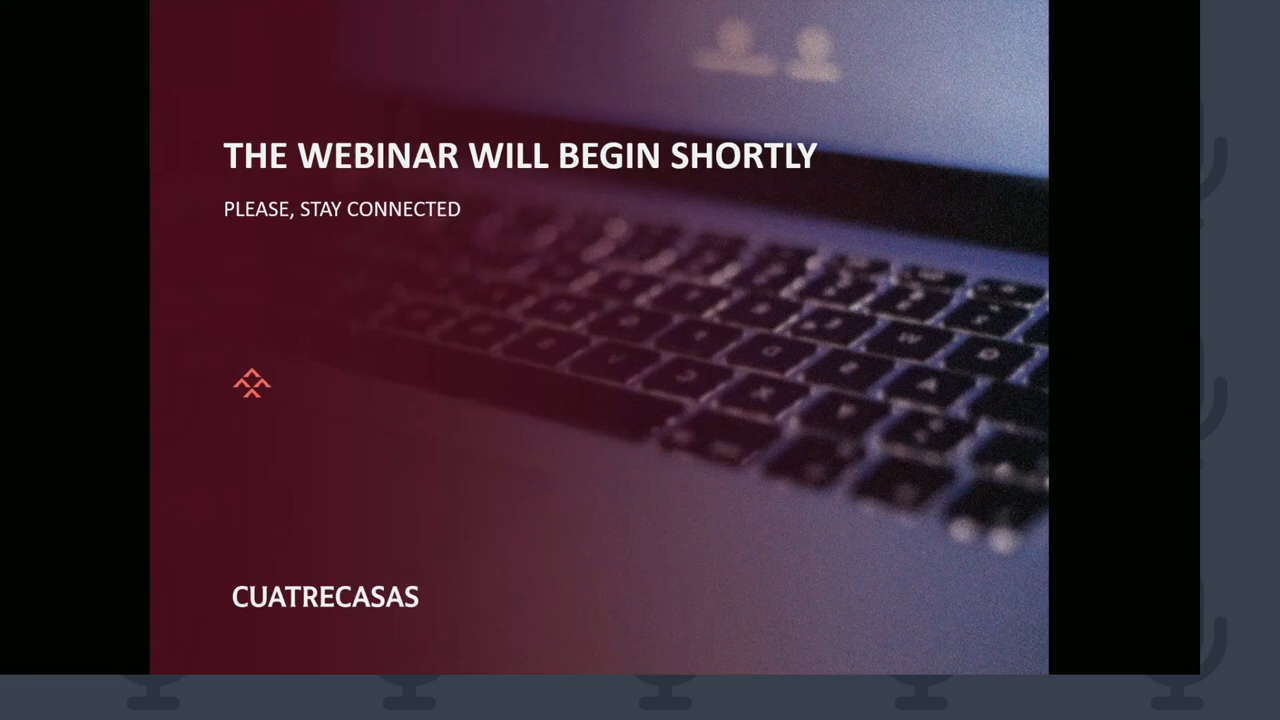 THE WEBINAR WILL BEGIN SHORTLY
PLEASE, STAY CONNECTED
CUATRECASAS